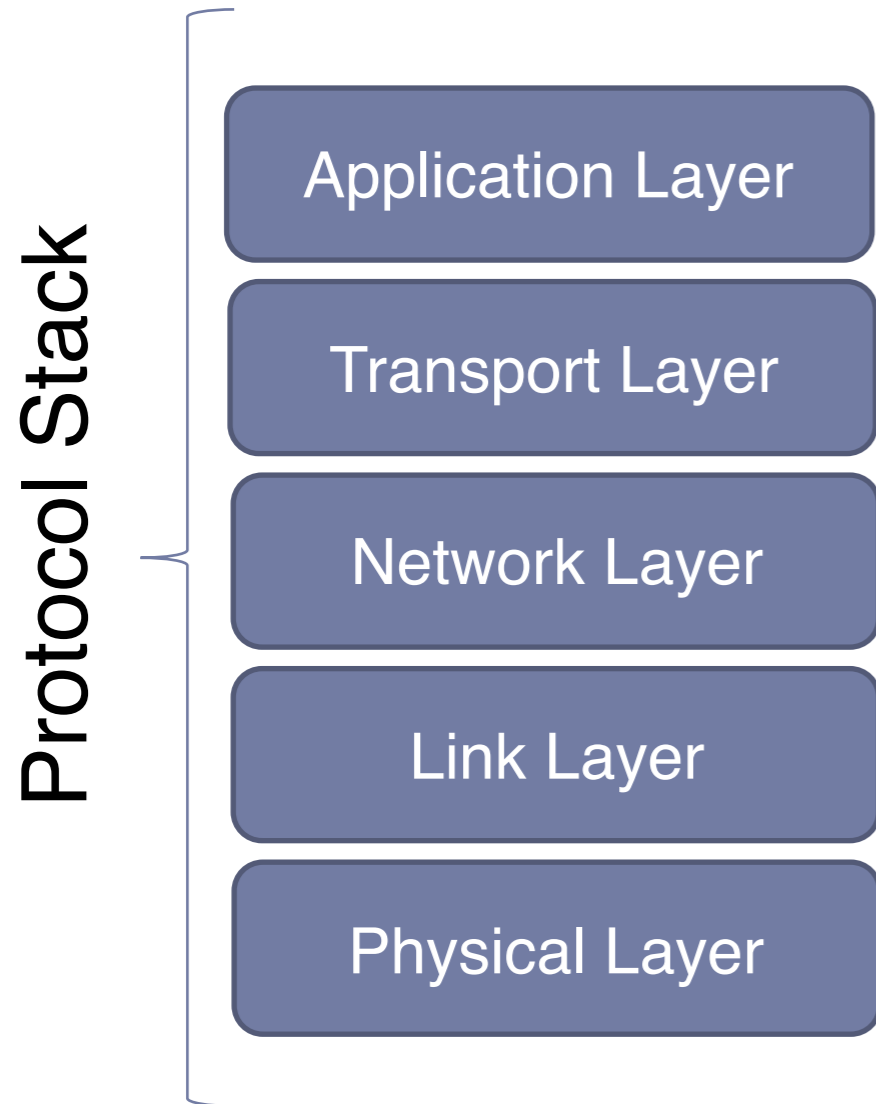 Protocol Stack
Application Layer
Transport Layer
Network Layer
Link Layer
Physical Layer